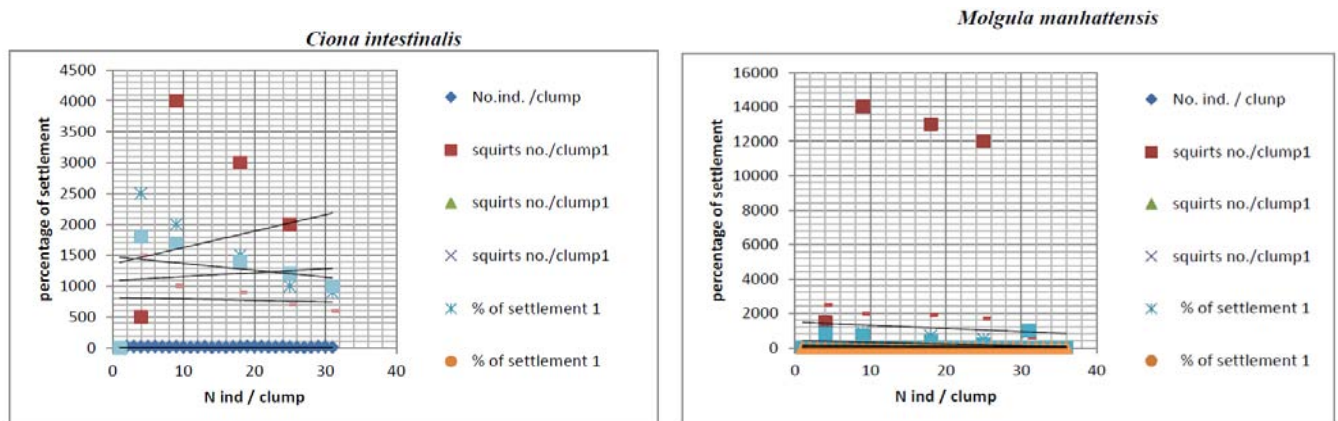 Ciona intestinalis
percentage of settlement
4500
4000
3500
3000
2500
2000
1500
1000
500
0
0 10 20 30 40
N ind / clump
No.ind. /clump
squirts no./clump1
squirts no./clump1
squirts no./clump1
% of settlement 1
% of settlement 1
Molgula manhattensis
percentage of settlement
16000
14000
12000
10000
8000
6000
4000
2000
0
0 10 20 30 40
N ind / clump
No. ind. / clunp
squirts no./clump1
squirts no./clump1
squirts no./clump1
% of settlement 1
% of settlement 1